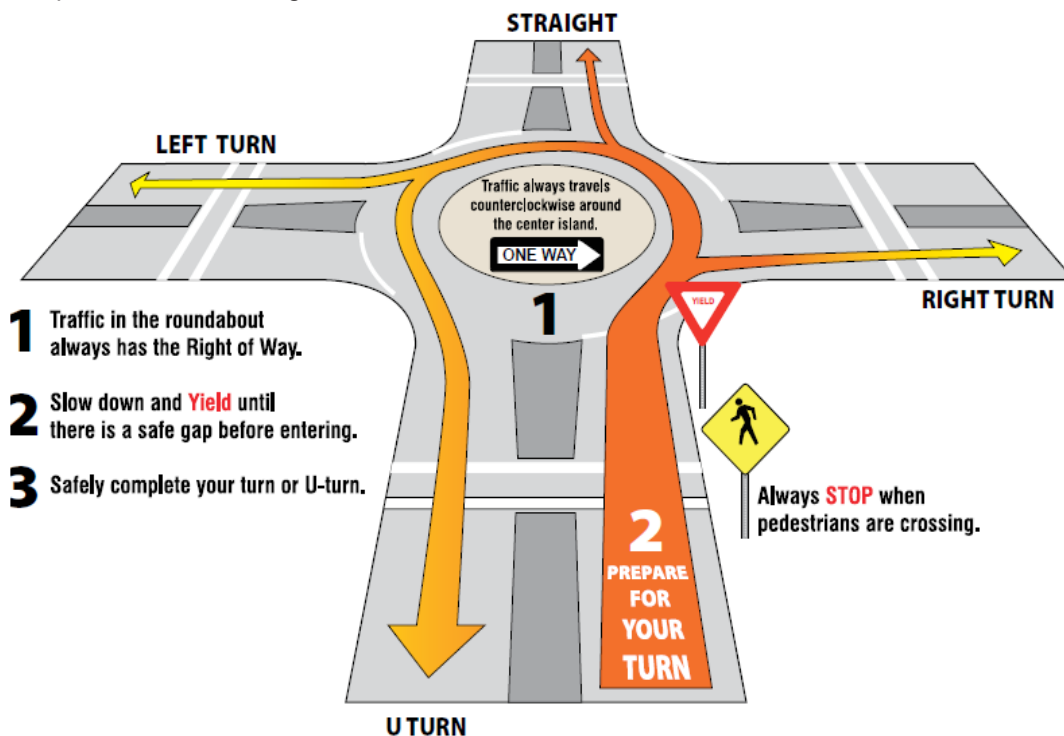 STRAIGHT
LEFT TURN
Traffic always travels
counterclockwise around
the center island.
ONE WAY
1
YIELD
RIGHT TURN
1 Traffic in the roundabout
always has the Right of Way.
2 Slow down and Yield until
there is a safe gap before entering.
3 Safely complete your turn or U-turn.
Always STOP when
pedestrians are crossing.
2
PREPARE
FOR
YOUR
TURN
U TURN